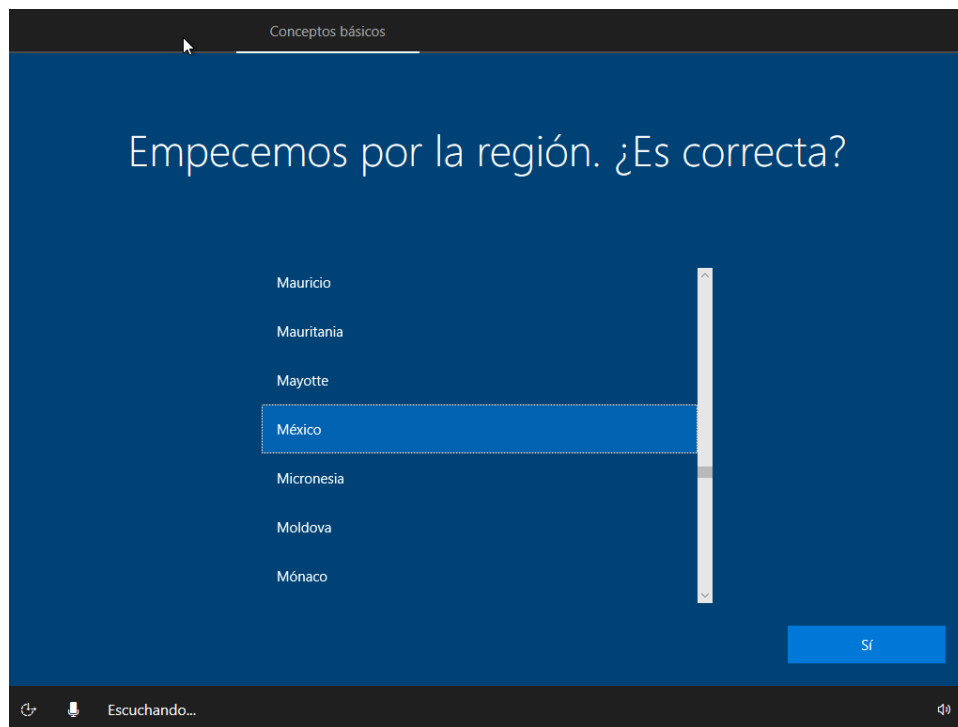 Conceptos básicos
Empecemos por la región. ¿Es correcta?
Mauricio
Mauritania
Mayotte
México
Micronesia
Moldova
Mónaco
Sí
Escuchando...